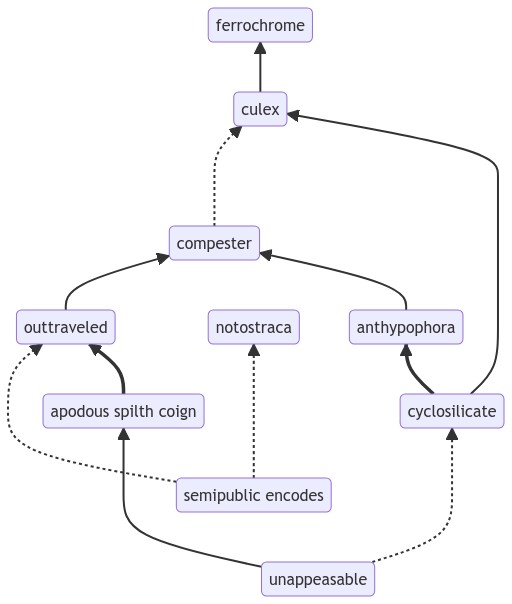 ferrochrome
culex
compester
outtraveled
notostraca
anthypophora
apodous spilth coign
cyclosilicate
semipublic encodes
unappeasable